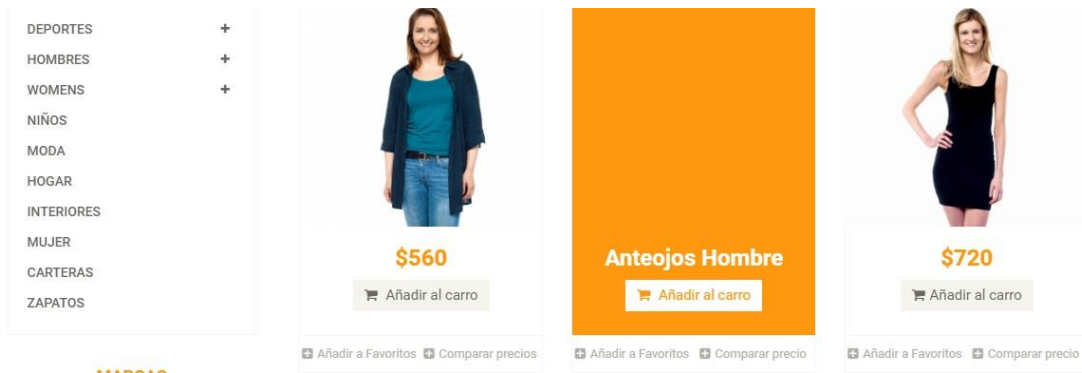 DEPORTES +
HOMBRES +
WOMENS +
NIÑOS
MODA
HOGAR
INTERIORES
MUJER
CARTERAS
ZAPATOS
$560
Añadir al carro
Añadir a Favoritos Comparar precios
Anteojos Hombre
Añadir al carro
Añadir a Favoritos Comparar precio
$720
Añadir al carro
Añadir a Favoritos Comparar precio